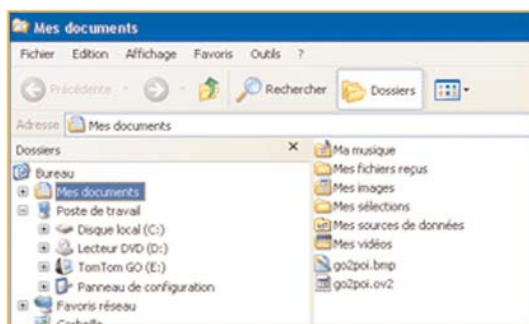 Mes documents
Fichier Edition Affichage Favoris Outils ?
Précédente Rechercher Dossiers
Adresse Mes documents
Dossiers ×
Bureau
Mes documents
Poste de travail
Disque local (C:)
Lecteur DVD (D:)
TomTom GO (E:)
Panneau de configuration
Favoris réseau
Corbeille
Ma musique
Mes fichiers reçus
Mes images
Mes sélections
Mes sources de données
Mes vidéos
go2poi.bmp
go2poi.ov2